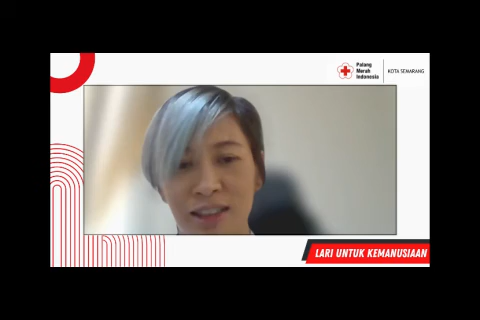 Palang
Merah
Indonesia
KOTA SEMARANG
LARI UNTUK KEMANUSIAAN